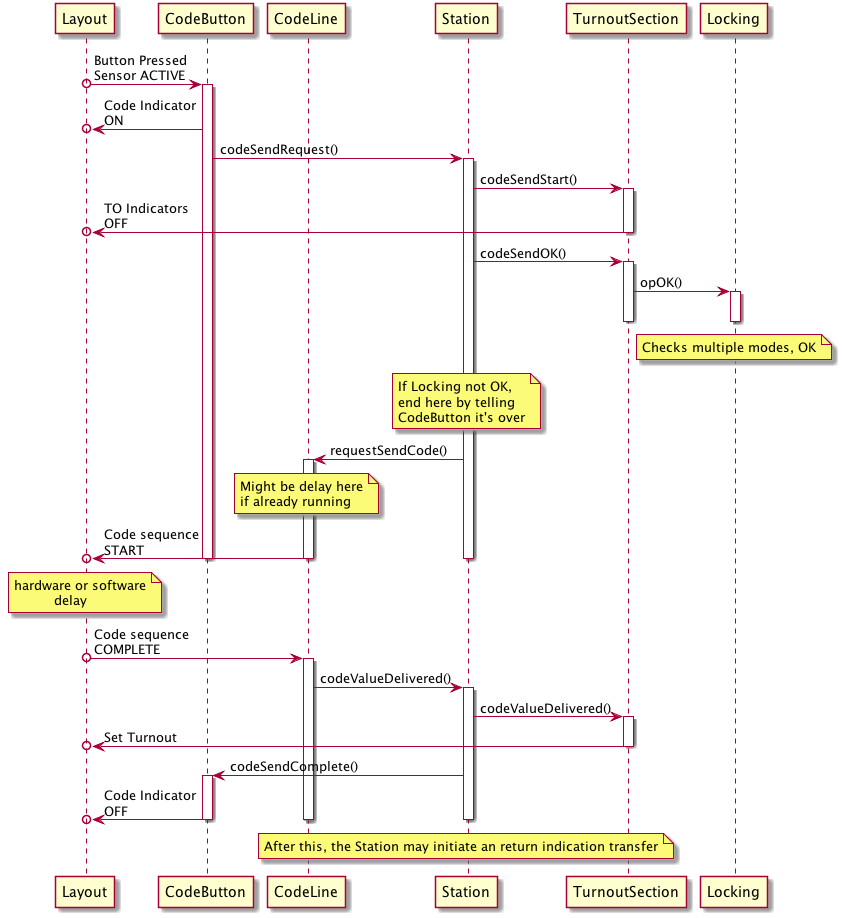 Layout CodeButton CodeLine Station TurnoutSection Locking
Button Pressed
Sensor ACTIVE
Code Indicator
ON
codeSendRequest()
codeSendStart()
TO Indicators
OFF
codeSendOK()
opOK()
Checks multiple modes, OK
If Locking not OK,
end here by telling
CodeButton it's over
requestSendCode()
Might be delay here
if already running
Code sequence
START
hardware or software
delay
Code sequence
COMPLETE
codeValueDelivered()
codeValueDelivered()
Set Turnout
codeSendComplete()
Code Indicator
OFF
After this, the Station may initiate an return indication transfer
Layout CodeButton CodeLine Station TurnoutSection Locking